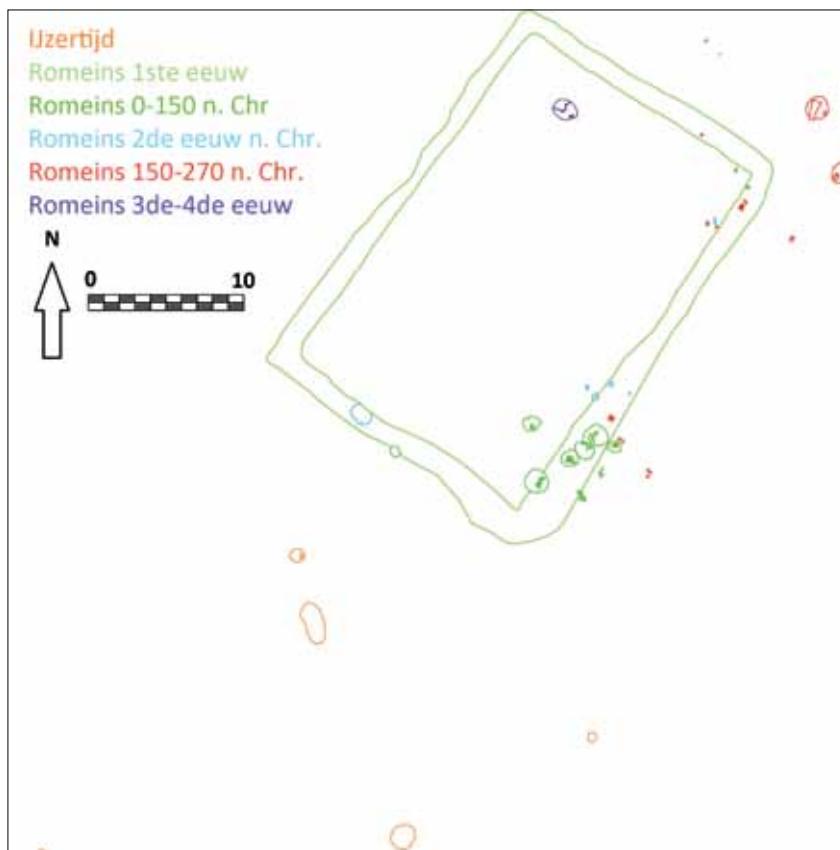 IJzertijd
Romeins 1ste eeuw
Romeins 0-150 n. Chr
Romeins 2de eeuw n. Chr.
Romeins 150-270 n. Chr.
Romeins 3de-4de eeuw
N
0 10